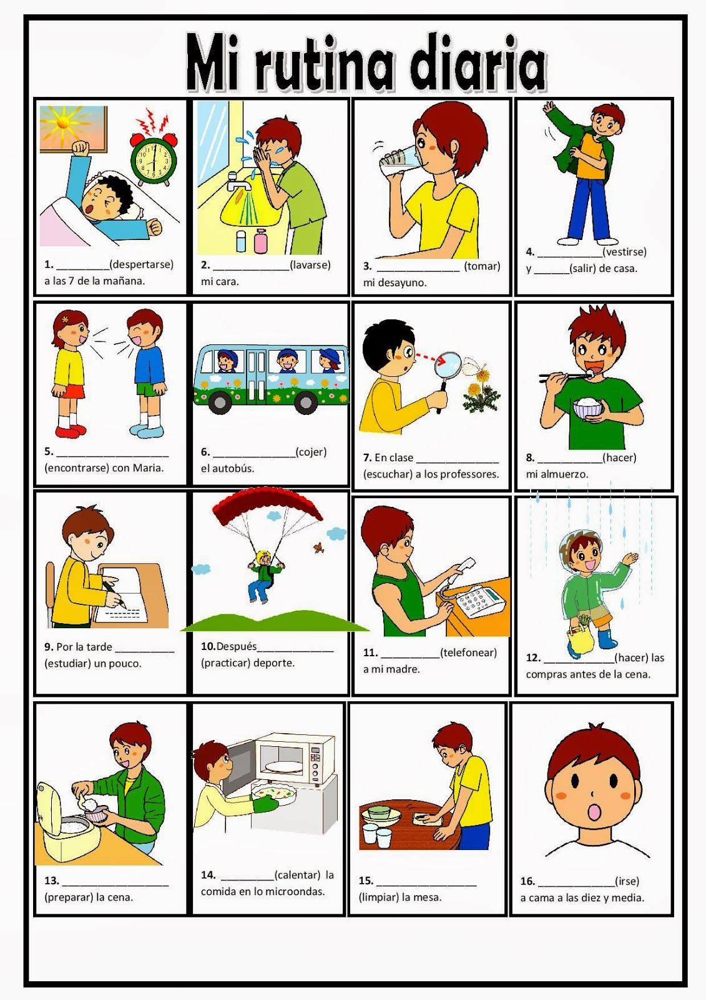 Mi rutina diaria
1. _________(despertarse)
a las 7 de la mañana.
2. _____________(lavarse)
mi cara.
3. ______________ (tomar)
mi desayuno.
4. ___________(vestirse)
y ______(salir) de casa.
5. ___________________
(encontrarse) con Maria.
6. ______________(cojer)
el autobús.
7. En clase ______________
(escuchar) a los professores.
8. ___________(hacer)
mi almuerzo.
9. Por la tarde __________
(estudiar) un pouco.
10.Después_____________
(practicar) deporte.
11. __________(telefonear)
a mi madre.
12. ____________(hacer) las
compras antes de la cena.
13. __________________
(preparar) la cena.
14. _________(calentar) la
comida en lo microondas.
15. _________________
(limpiar) la mesa.
16. _____________(irse)
a cama a las diez y media.